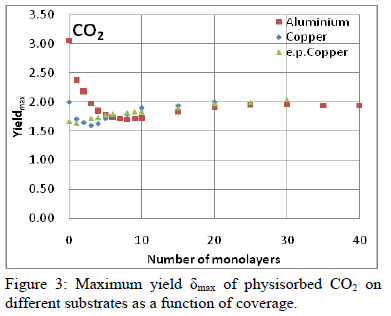 CO2
Aluminium
Copper
e.p.Copper
3.50
3.00
2.50
2.00
1.50
1.00
0.50
0.00
Yieldmax
0 10 20 30 40
Number of monolayers
Figure 3: Maximum yield δmax of physisorbed CO2 on
different substrates as a function of coverage.